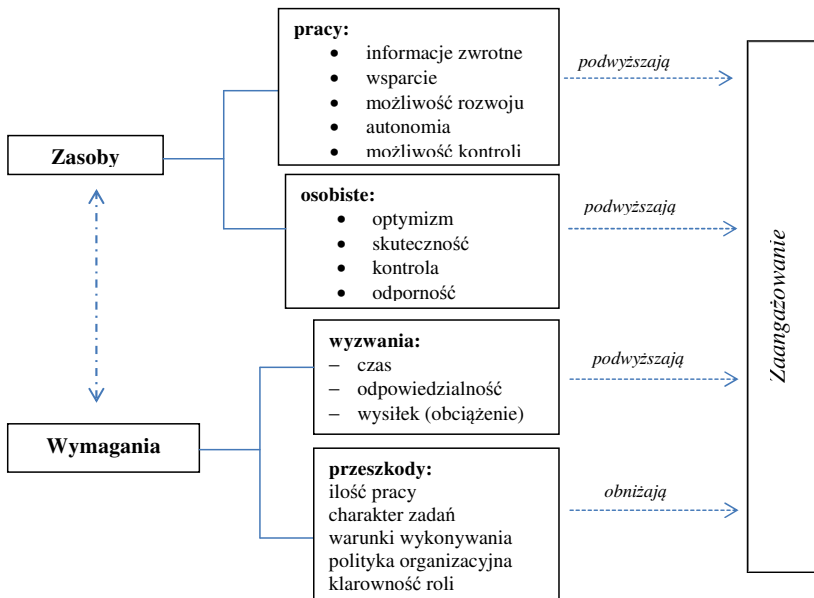 pracy:
• informacje zwrotne
• wsparcie
• możliwość rozwoju
• autonomia
• możliwość kontroli
podwyższają
Zasoby
osobiste:
• optymizm
• skuteczność
• kontrola
• odporność
podwyższają
wyzwania:
– czas
– odpowiedzialność
– wysiłek (obciążenie)
podwyższają
Wymagania
przeszkody:
ilość pracy
charakter zadań
warunki wykonywania
polityka organizacyjna
klarowność roli
obniżają
Zaangażowanie